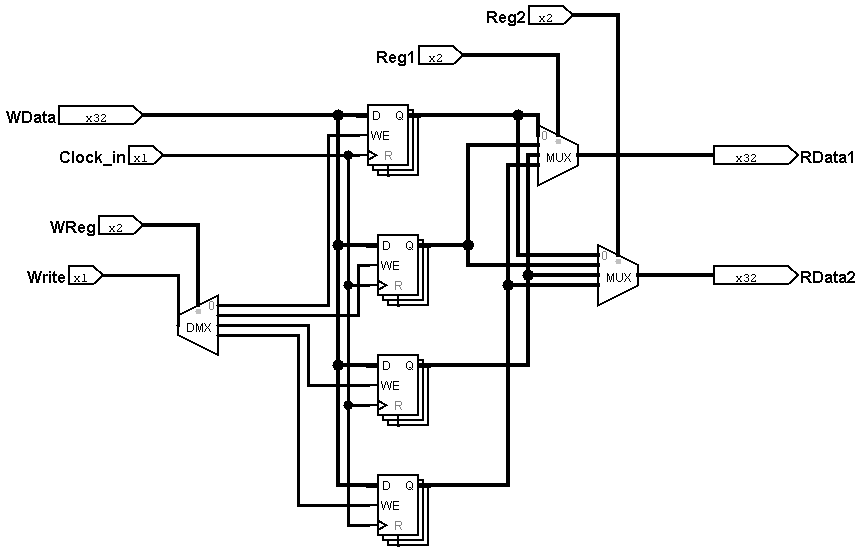 Reg2 x2
Reg1 x2
WData x32
D Q
WE
R
Clock_in x1
0
MUX
x32 RData1
WReg x2
D Q
WE
R
0
MUX
x32 RData2
Write x1
0
DMX
D Q
WE
R
D Q
WE
R